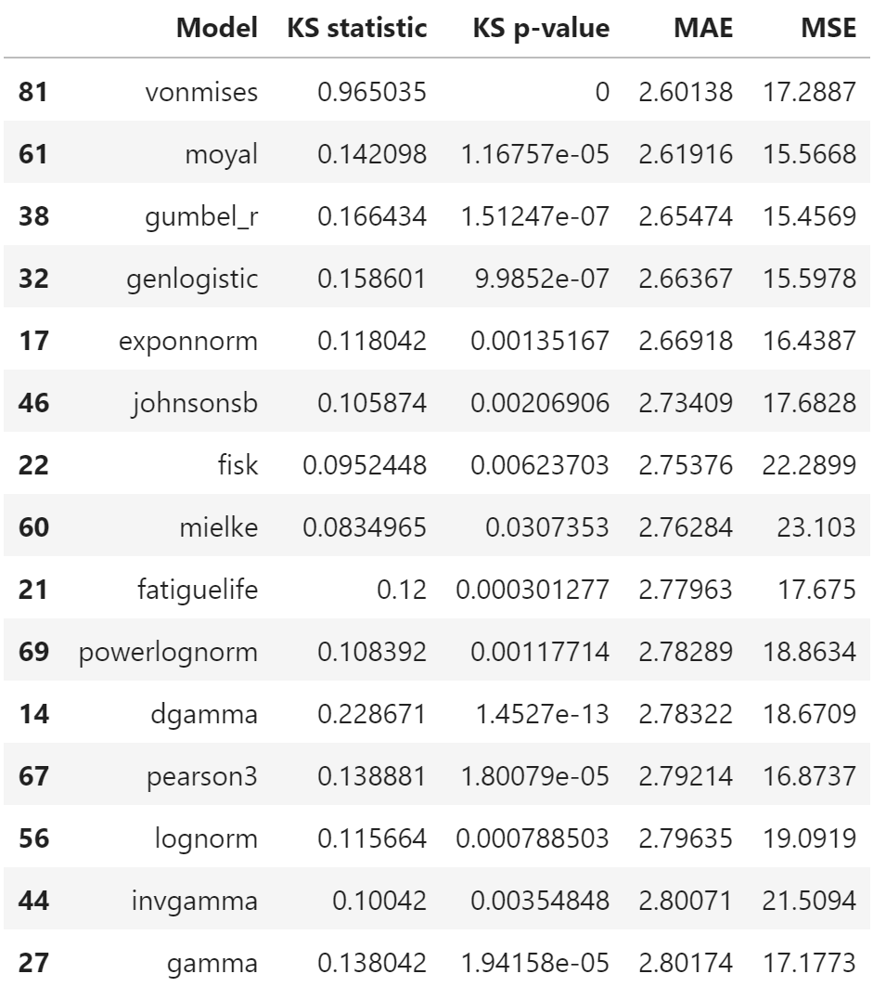 Model KS statistic KS p-value MAE MSE
81 vonmises 0.965035 0 2.60138 17.2887
61 moyal 0.142098 1.16757e-05 2.61916 15.5668
38 gumbel_r 0.166434 1.51247e-07 2.65474 15.4569
32 genlogistic 0.158601 9.9852e-07 2.66367 15.5978
17 exponnorm 0.118042 0.00135167 2.66918 16.4387
46 johnsonsb 0.105874 0.00206906 2.73409 17.6828
22 fisk 0.0952448 0.00623703 2.75376 22.2899
60 mielke 0.0834965 0.0307353 2.76284 23.103
21 fatiguelife 0.12 0.000301277 2.77963 17.675
69 powerlognorm 0.108392 0.00117714 2.78289 18.8634
14 dgamma 0.228671 1.4527e-13 2.78322 18.6709
67 pearson3 0.138881 1.80079e-05 2.79214 16.8737
56 lognorm 0.115664 0.000788503 2.79635 19.0919
44 invgamma 0.10042 0.00354848 2.80071 21.5094
27 gamma 0.138042 1.94158e-05 2.80174 17.1773